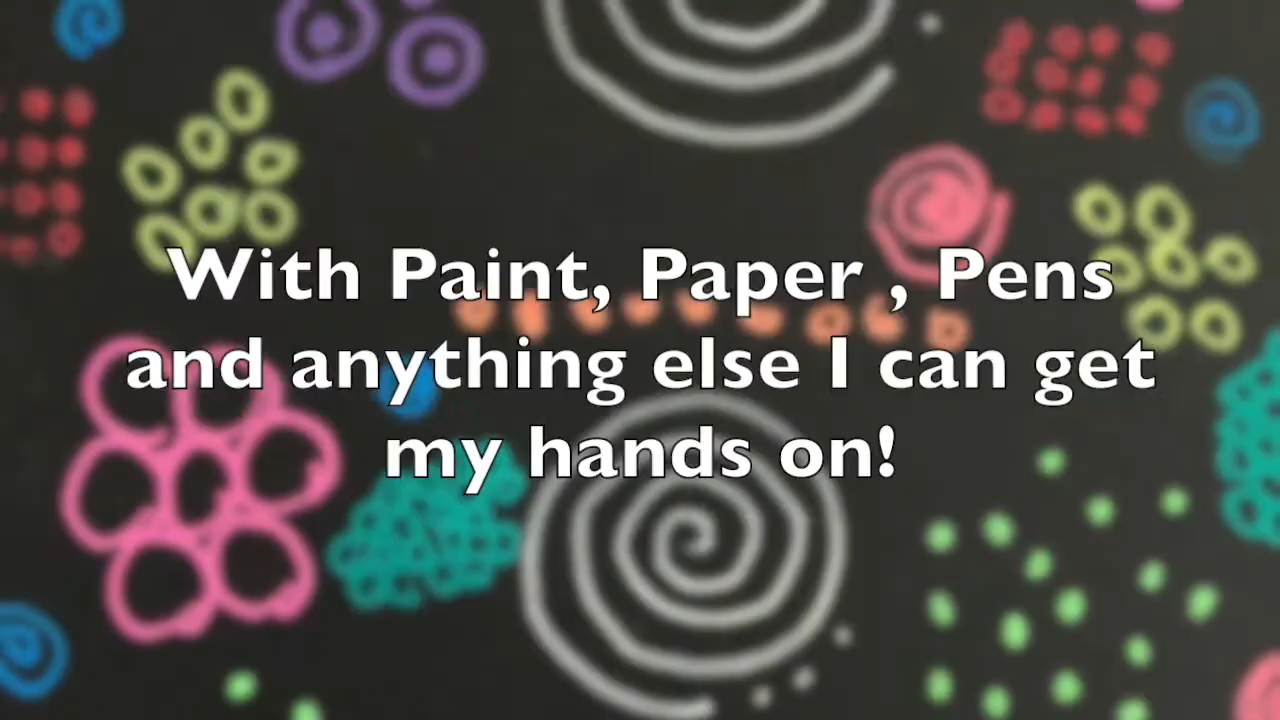 With Paint, Paper , Pens
and anything else I can get
my hands on!